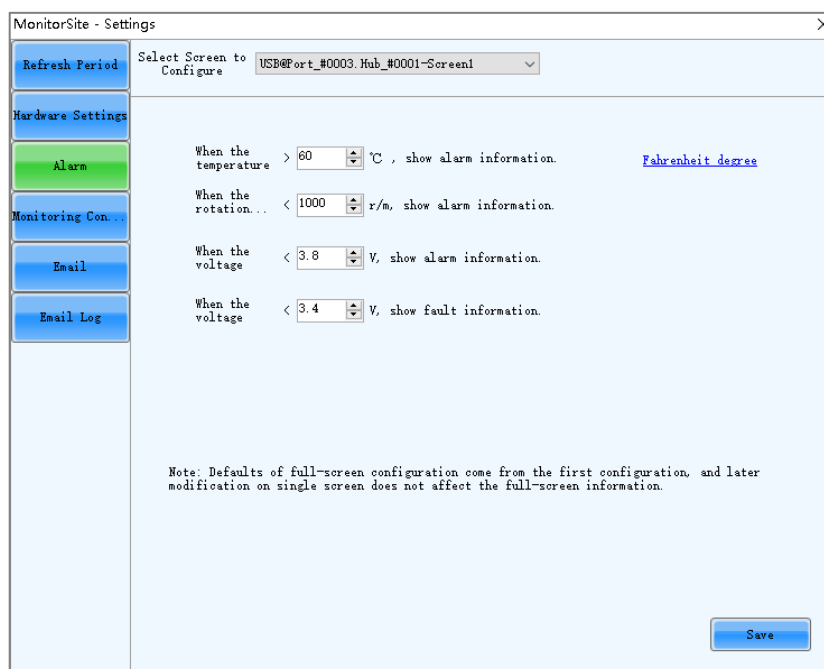 MonitorSite - Settings
Refresh Period
Hardware Settings
Alarm
Monitoring Con...
Email
Email Log
Select Screen to
Configure
USB@Port_#0003.Hub_#0001-Screen1
When the
temperature > 60 ℃ , show alarm information.
Fahrenheit degree
When the
rotation... < 1000 r/m, show alarm information.
When the
voltage < 3.8 V, show alarm information.
When the
voltage < 3.4 V, show fault information.
Note: Defaults of full-screen configuration come from the first configuration, and later
modification on single screen does not affect the full-screen information.
Save